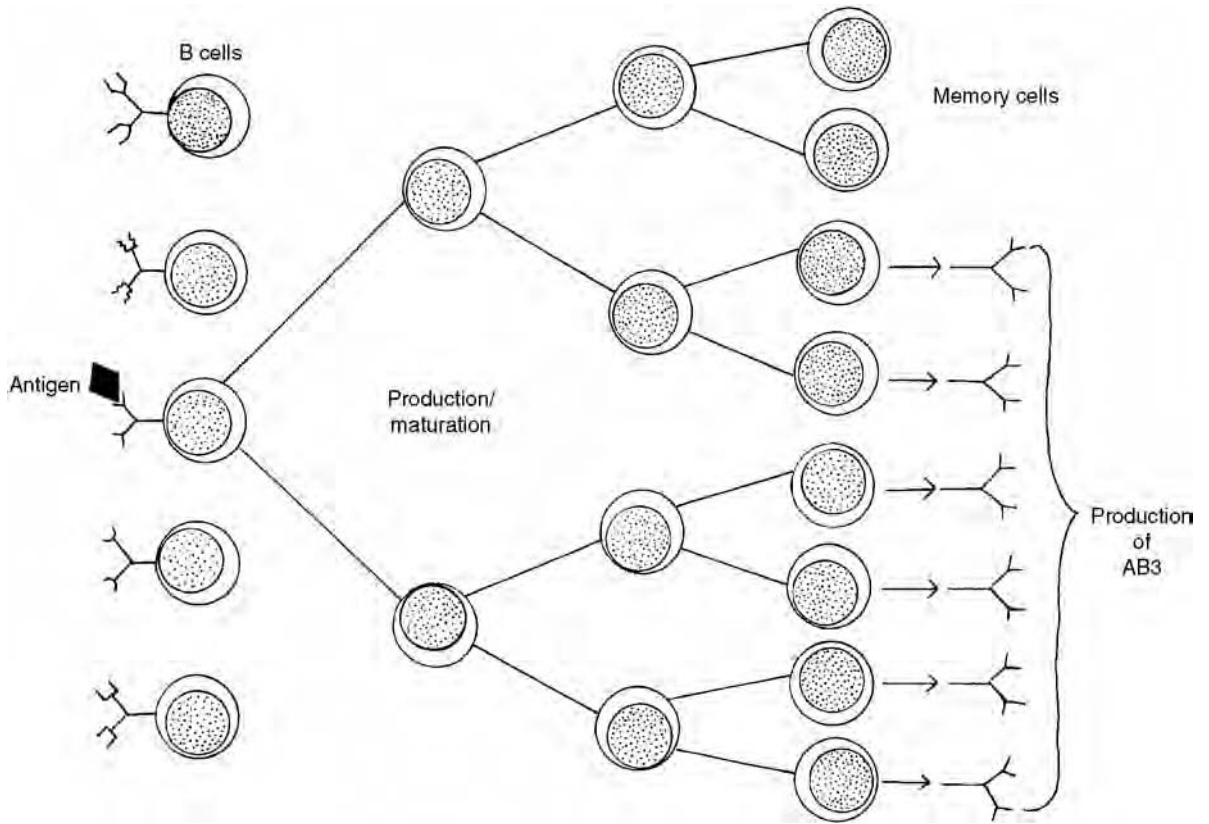 B cells
Memory cells
Antigen
Production/
maturation
Production
of
AB3